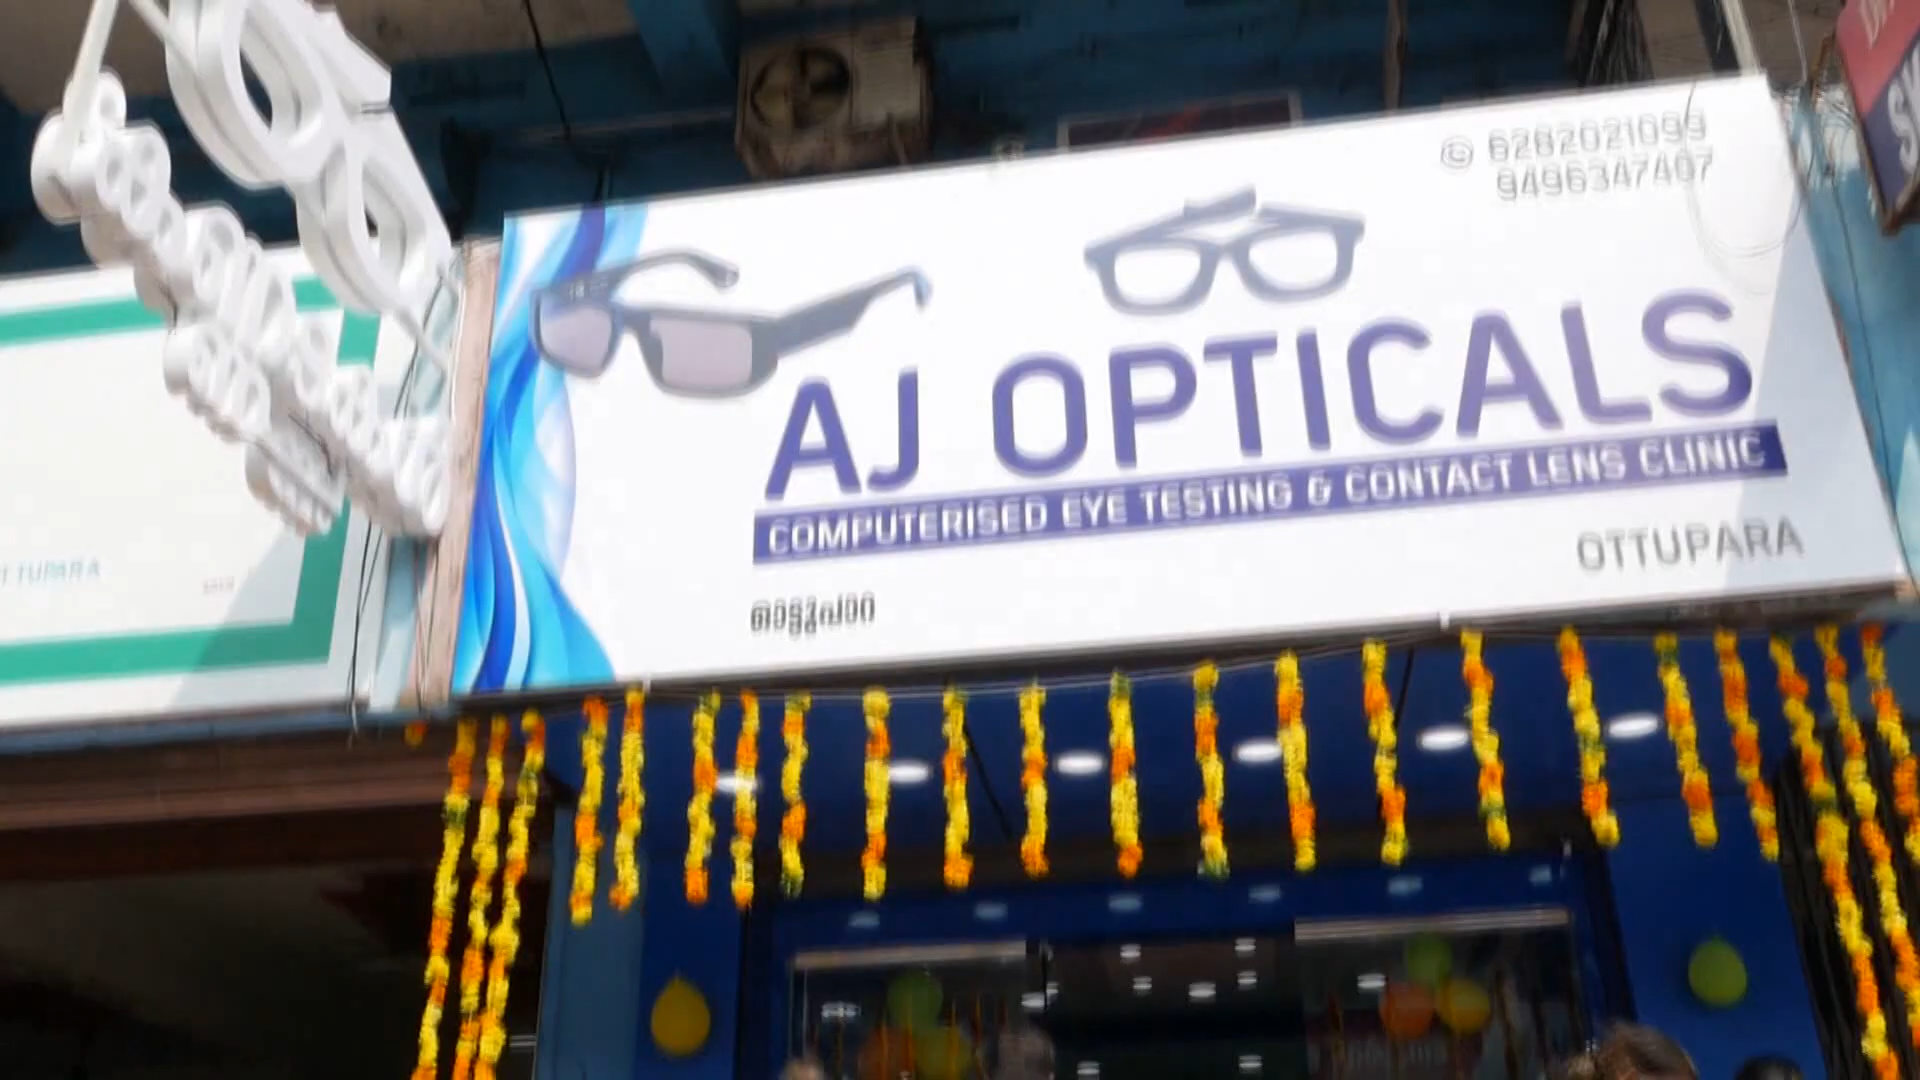 6282021099
9496347407
AJ OPTICALS
COMPUTERISED EYE TESTING & CONTACT LENS CLINIC
OTTUPARA
ഓട്ടുപാറ